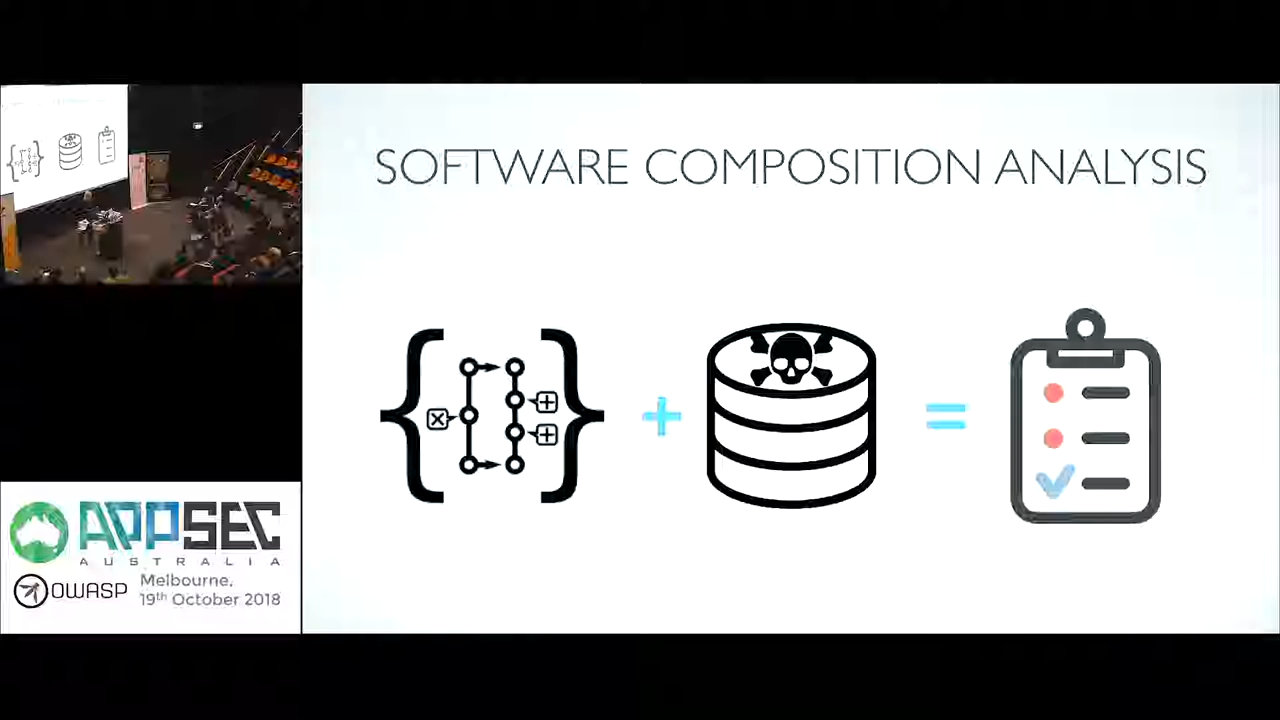 SOFTWARE COMPOSITION ANALYSIS
APPSEC
AUSTRALIA
OWASP
Melbourne,
19th October 2018